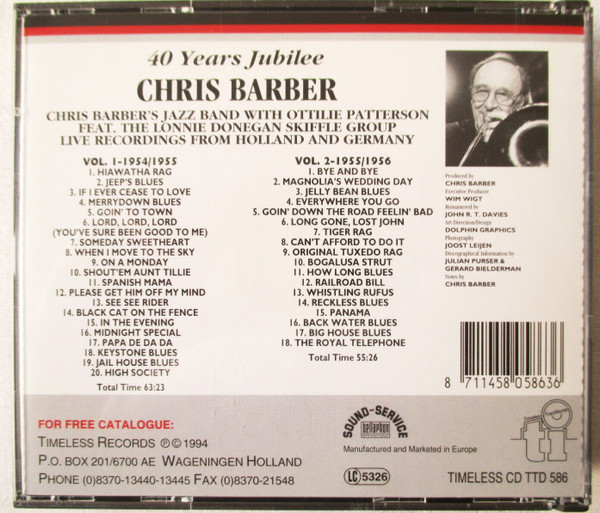 40 Years Jubilee
CHRIS BARBER
CHRIS BARBER'S JAZZ BAND WITH OTTILIE PATTERSON
FEAT. THE LONNIE DONEGAN SKIFFLE GROUP
LIVE RECORDINGS FROM HOLLAND AND GERMANY
VOL. 1-1954/1955
1. HIAWATHA RAG
2. JEEP'S BLUES
3. IF I EVER CEASE TO LOVE
4. MERRYDOWN BLUES
5. GOIN' TO TOWN
6. LORD, LORD, LORD
(YOU'VE SURE BEEN GOOD TO ME)
7. SOMEDAY SWEETHEART
8. WHEN I MOVE TO THE SKY
9. ON A MONDAY
10. SHOUT'EM AUNT TILLIE
11. SPANISH MAMA
12. PLEASE GET HIM OFF MY MIND
13. SEE SEE RIDER
14. BLACK CAT ON THE FENCE
15. IN THE EVENING
16. MIDNIGHT SPECIAL
17. PAPA DE DA DA
18. KEYSTONE BLUES
19. JAIL HOUSE BLUES
20. HIGH SOCIETY
Total Time 63:23
VOL. 2-1955/1956
1. BYE AND BYE
2. MAGNOLIA'S WEDDING DAY
3. JELLY BEAN BLUES
4. EVERYWHERE YOU GO
5. GOIN' DOWN THE ROAD FEELIN' BAD
6. LONG GONE, LOST JOHN
7. TIGER RAG
8. CAN'T AFFORD TO DO IT
9. ORIGINAL TUXEDO RAG
10. BOGALUSA STRUT
11. HOW LONG BLUES
12. RAILROAD BILL
13. WHISTLING RUFUS
14. RECKLESS BLUES
15. PANAMA
16. BACK WATER BLUES
17. BIG HOUSE BLUES
18. THE ROYAL TELEPHONE
Total Time 55:26
Produced by
CHRIS BARBER
Executive Producer
WIM WIGT
Remastered by
JOHN R. T. DAVIES
Art Direction/Design
DOLPHIN GRAPHICS
Photography
JOOST LEIJEN
Discographical Information by
JULIAN PURSER &
GERARD BIELDERMAN
Notes by
CHRIS BARBER
8 711458 058636
FOR FREE CATALOGUE:
TIMELESS RECORDS ℗ © 1994
P.O. BOX 201/6700 AE WAGENINGEN HOLLAND
PHONE (0)8370-13440-13445 FAX (0)8370-21548
SOUND-SERVICE
bellaphon
Manufactured and Marketed in Europe
LC 5326
ti
TIMELESS CD TTD 586